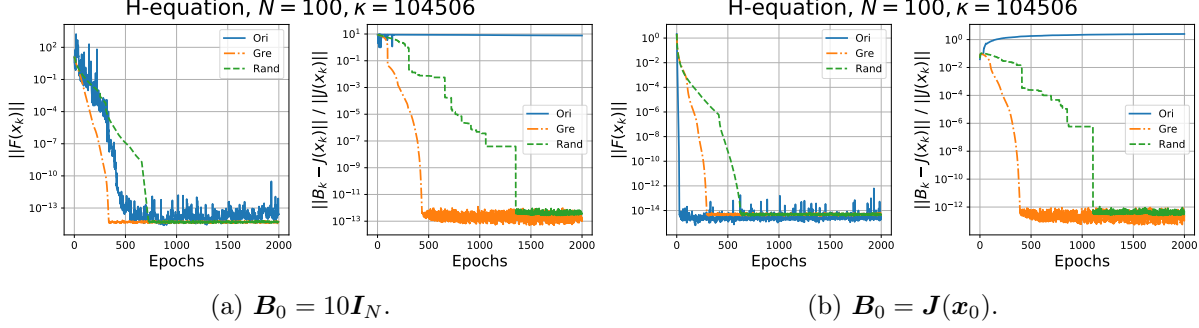 H-equation, N = 100, κ = 104506
||F(x_k)||
10^2
10^-1
10^-4
10^-7
10^-10
10^-13
Ori
Gre
Rand
0 500 1000 1500 2000
Epochs
||B_k − J(x_k)|| / ||J(x_k)||
10^1
10^-1
10^-3
10^-5
10^-7
10^-9
10^-11
10^-13
Ori
Gre
Rand
0 500 1000 1500 2000
Epochs
(a) B_0 = 10I_N.
H-equation, N = 100, κ = 104506
||F(x_k)||
10^0
10^-2
10^-4
10^-6
10^-8
10^-10
10^-12
10^-14
Ori
Gre
Rand
0 500 1000 1500 2000
Epochs
||B_k − J(x_k)|| / ||J(x_k)||
10^0
10^-2
10^-4
10^-6
10^-8
10^-10
10^-12
Ori
Gre
Rand
0 500 1000 1500 2000
Epochs
(b) B_0 = J(x_0).